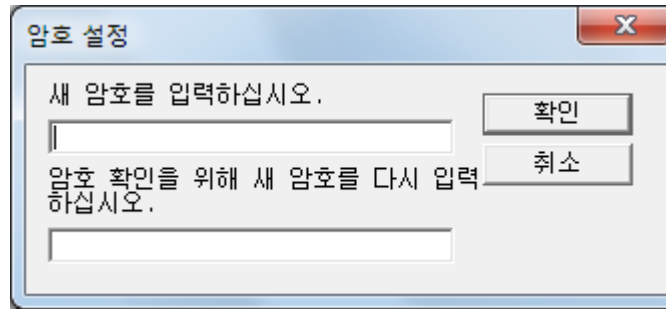 암호 설정
새 암호를 입력하십시오.
확인
취소
암호 확인을 위해 새 암호를 다시 입력
하십시오.